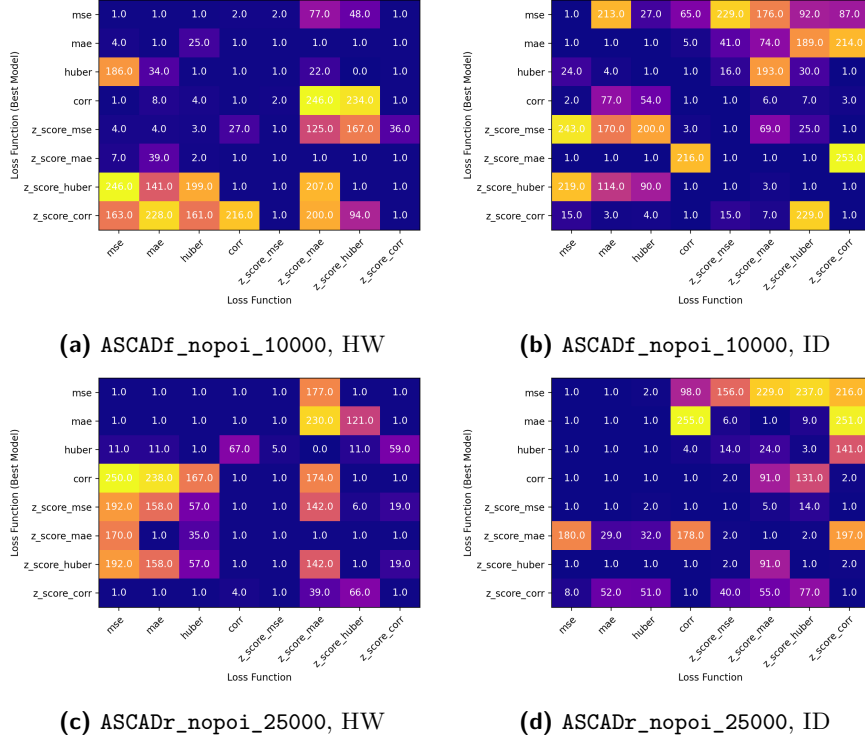 Loss Function (Best Model)
mse 1.0 1.0 1.0 2.0 2.0 77.0 48.0 1.0
mae 4.0 1.0 25.0 1.0 1.0 1.0 1.0 1.0
huber 186.0 34.0 1.0 1.0 1.0 22.0 0.0 1.0
corr 1.0 8.0 4.0 1.0 2.0 246.0 234.0 1.0
z_score_mse 4.0 4.0 3.0 27.0 1.0 125.0 167.0 36.0
z_score_mae 7.0 39.0 2.0 1.0 1.0 1.0 1.0 1.0
z_score_huber 246.0 141.0 199.0 1.0 1.0 207.0 1.0 1.0
z_score_corr 163.0 228.0 161.0 216.0 1.0 200.0 94.0 1.0
mse mae huber corr z_score_mse z_score_mae z_score_huber z_score_corr
Loss Function
(a) ASCADf_nopoi_10000, HW
Loss Function (Best Model)
mse 1.0 213.0 27.0 65.0 229.0 176.0 92.0 87.0
mae 1.0 1.0 1.0 5.0 41.0 74.0 189.0 214.0
huber 24.0 4.0 1.0 1.0 16.0 193.0 30.0 1.0
corr 2.0 77.0 54.0 1.0 1.0 6.0 7.0 3.0
z_score_mse 243.0 170.0 200.0 3.0 1.0 69.0 25.0 1.0
z_score_mae 1.0 1.0 1.0 216.0 1.0 1.0 1.0 253.0
z_score_huber 219.0 114.0 90.0 1.0 1.0 3.0 1.0 1.0
z_score_corr 15.0 3.0 4.0 1.0 15.0 7.0 229.0 1.0
mse mae huber corr z_score_mse z_score_mae z_score_huber z_score_corr
Loss Function
(b) ASCADf_nopoi_10000, ID
Loss Function (Best Model)
mse 1.0 1.0 1.0 1.0 1.0 177.0 1.0 1.0
mae 1.0 1.0 1.0 1.0 1.0 230.0 121.0 1.0
huber 11.0 11.0 1.0 67.0 5.0 0.0 11.0 59.0
corr 250.0 238.0 167.0 1.0 1.0 174.0 1.0 1.0
z_score_mse 192.0 158.0 57.0 1.0 1.0 142.0 6.0 19.0
z_score_mae 170.0 1.0 35.0 1.0 1.0 1.0 1.0 1.0
z_score_huber 192.0 158.0 57.0 1.0 1.0 142.0 1.0 19.0
z_score_corr 1.0 1.0 1.0 4.0 1.0 39.0 66.0 1.0
mse mae huber corr z_score_mse z_score_mae z_score_huber z_score_corr
Loss Function
(c) ASCADr_nopoi_25000, HW
Loss Function (Best Model)
mse 1.0 1.0 2.0 98.0 156.0 229.0 237.0 216.0
mae 1.0 1.0 1.0 255.0 6.0 1.0 9.0 251.0
huber 1.0 1.0 1.0 4.0 14.0 24.0 3.0 141.0
corr 1.0 1.0 1.0 1.0 2.0 91.0 131.0 2.0
z_score_mse 1.0 1.0 2.0 1.0 1.0 5.0 14.0 1.0
z_score_mae 180.0 29.0 32.0 178.0 2.0 1.0 2.0 197.0
z_score_huber 1.0 1.0 1.0 1.0 2.0 91.0 1.0 2.0
z_score_corr 8.0 52.0 51.0 1.0 40.0 55.0 77.0 1.0
mse mae huber corr z_score_mse z_score_mae z_score_huber z_score_corr
Loss Function
(d) ASCADr_nopoi_25000, ID